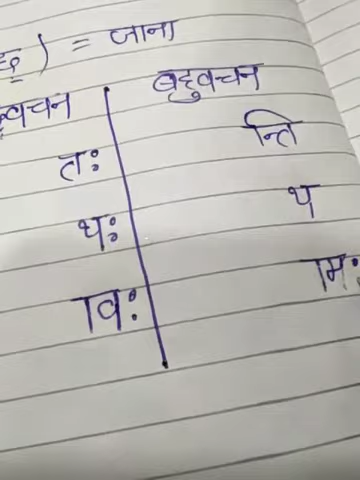 ) = जाना
वचन बहुवचन
तः न्ति
थः थ
ावः ामः